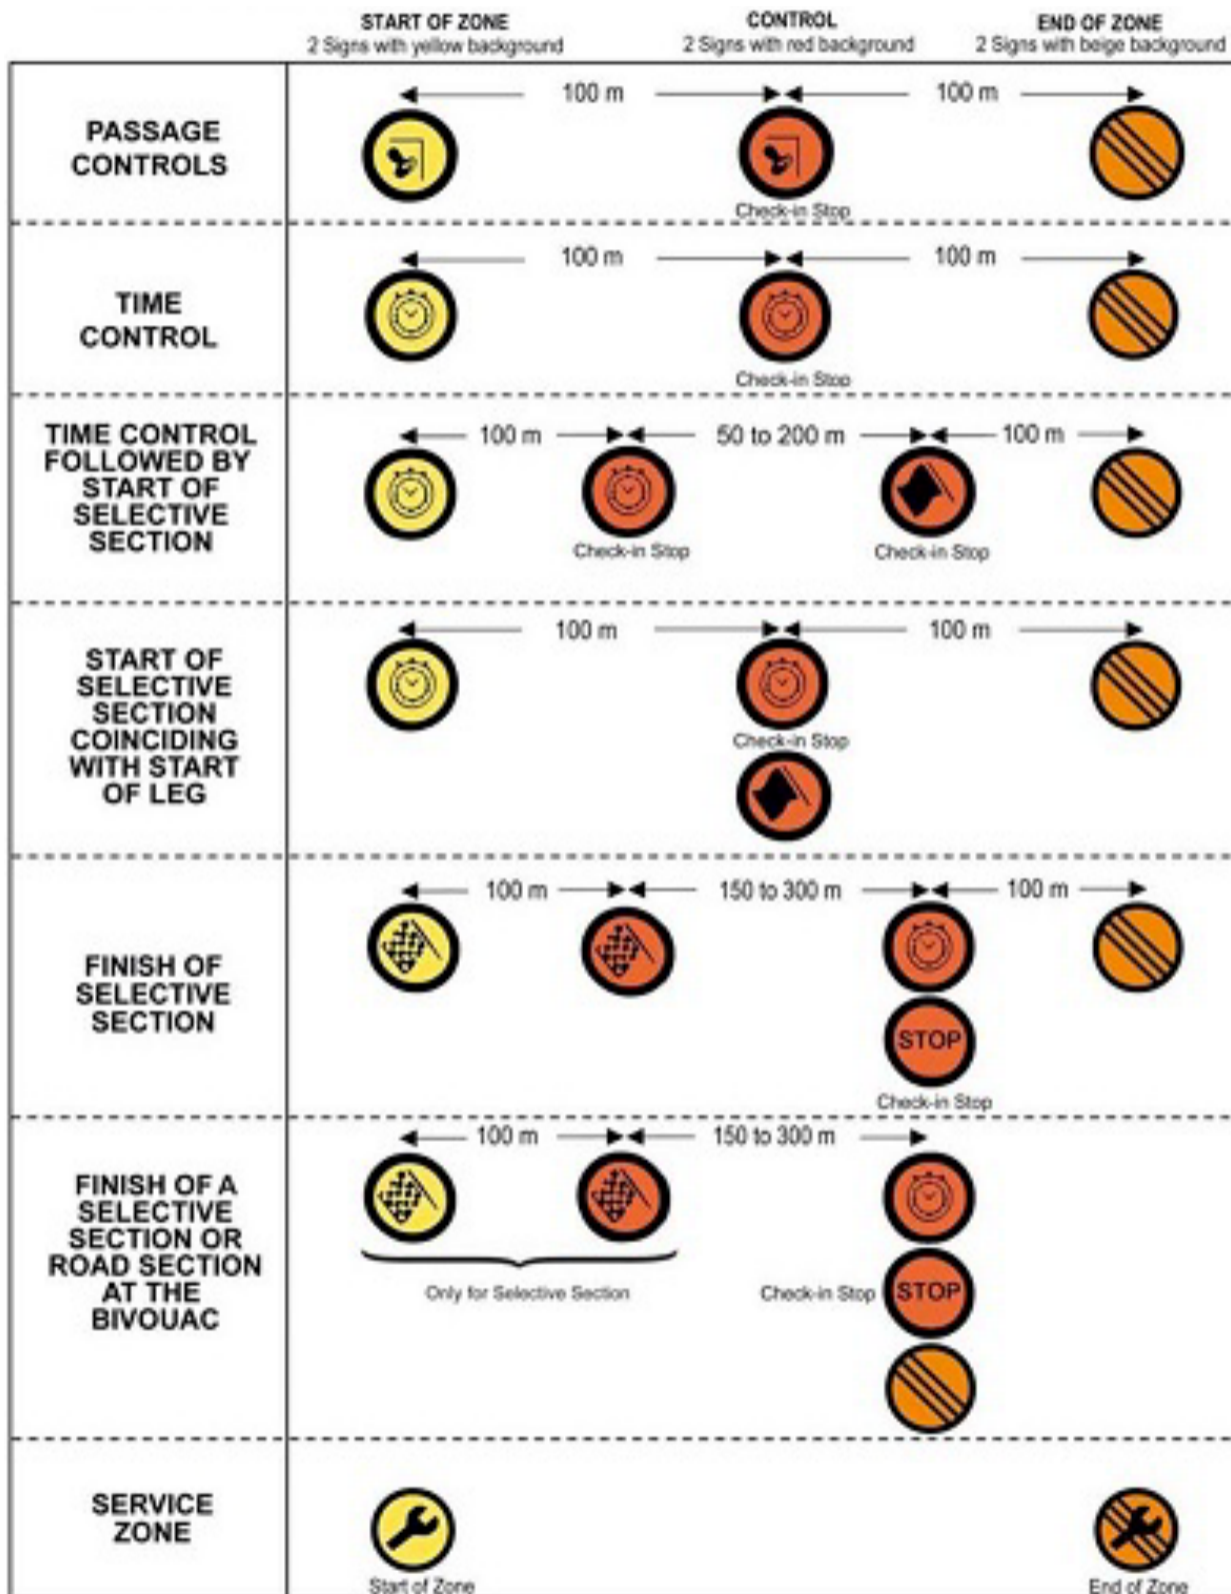 START OF ZONE
2 Signs with yellow background
CONTROL
2 Signs with red background
END OF ZONE
2 Signs with beige background
PASSAGE
CONTROLS
100 m
100 m
Check-in Stop
TIME
CONTROL
100 m
100 m
Check-in Stop
TIME CONTROL
FOLLOWED BY
START OF
SELECTIVE
SECTION
100 m
50 to 200 m
100 m
Check-in Stop
Check-in Stop
START OF
SELECTIVE
SECTION
COINCIDING
WITH START
OF LEG
100 m
100 m
Check-in Stop
FINISH OF
SELECTIVE
SECTION
100 m
150 to 300 m
100 m
STOP
Check-in Stop
FINISH OF A
SELECTIVE
SECTION OR
ROAD SECTION
AT THE
BIVOUAC
100 m
150 to 300 m
Only for Selective Section
Check-in Stop
STOP
SERVICE
ZONE
Start of Zone
End of Zone